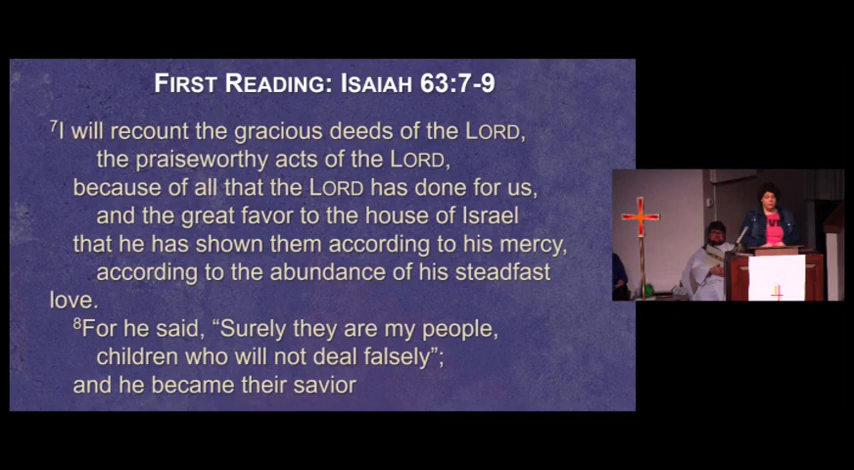 FIRST READING: ISAIAH 63:7-9
7I will recount the gracious deeds of the LORD,
the praiseworthy acts of the LORD,
because of all that the LORD has done for us,
and the great favor to the house of Israel
that he has shown them according to his mercy,
according to the abundance of his steadfast
love.
8For he said, “Surely they are my people,
children who will not deal falsely”;
and he became their savior